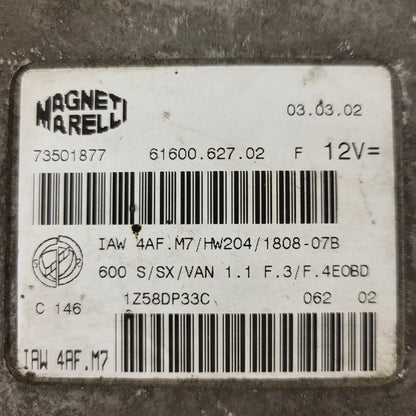 MAGNETI MARELLI
03.03.02
73501877 61600.627.02 F 12V=
IAW 4AF.M7/HW204/1808-07B
600 S/SX/VAN 1.1 F.3/F.4EOBD
C 146 1Z58DP33C 062 02
IAW 4AF.M7